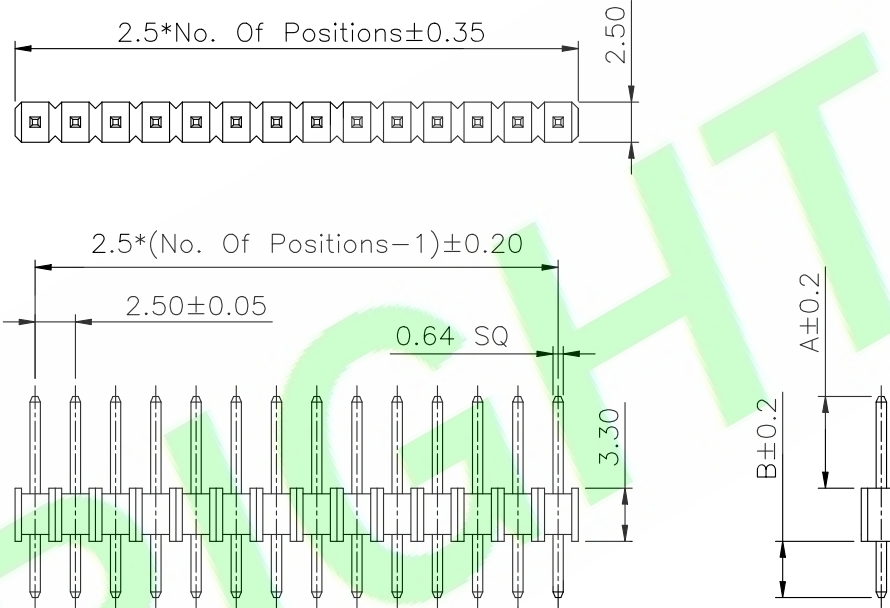 2.5*No. Of Positions±0.35
2.50
2.5*(No. Of Positions-1)±0.20
2.50±0.05
0.64 SQ
A±0.2
3.30
B±0.2
IGHT